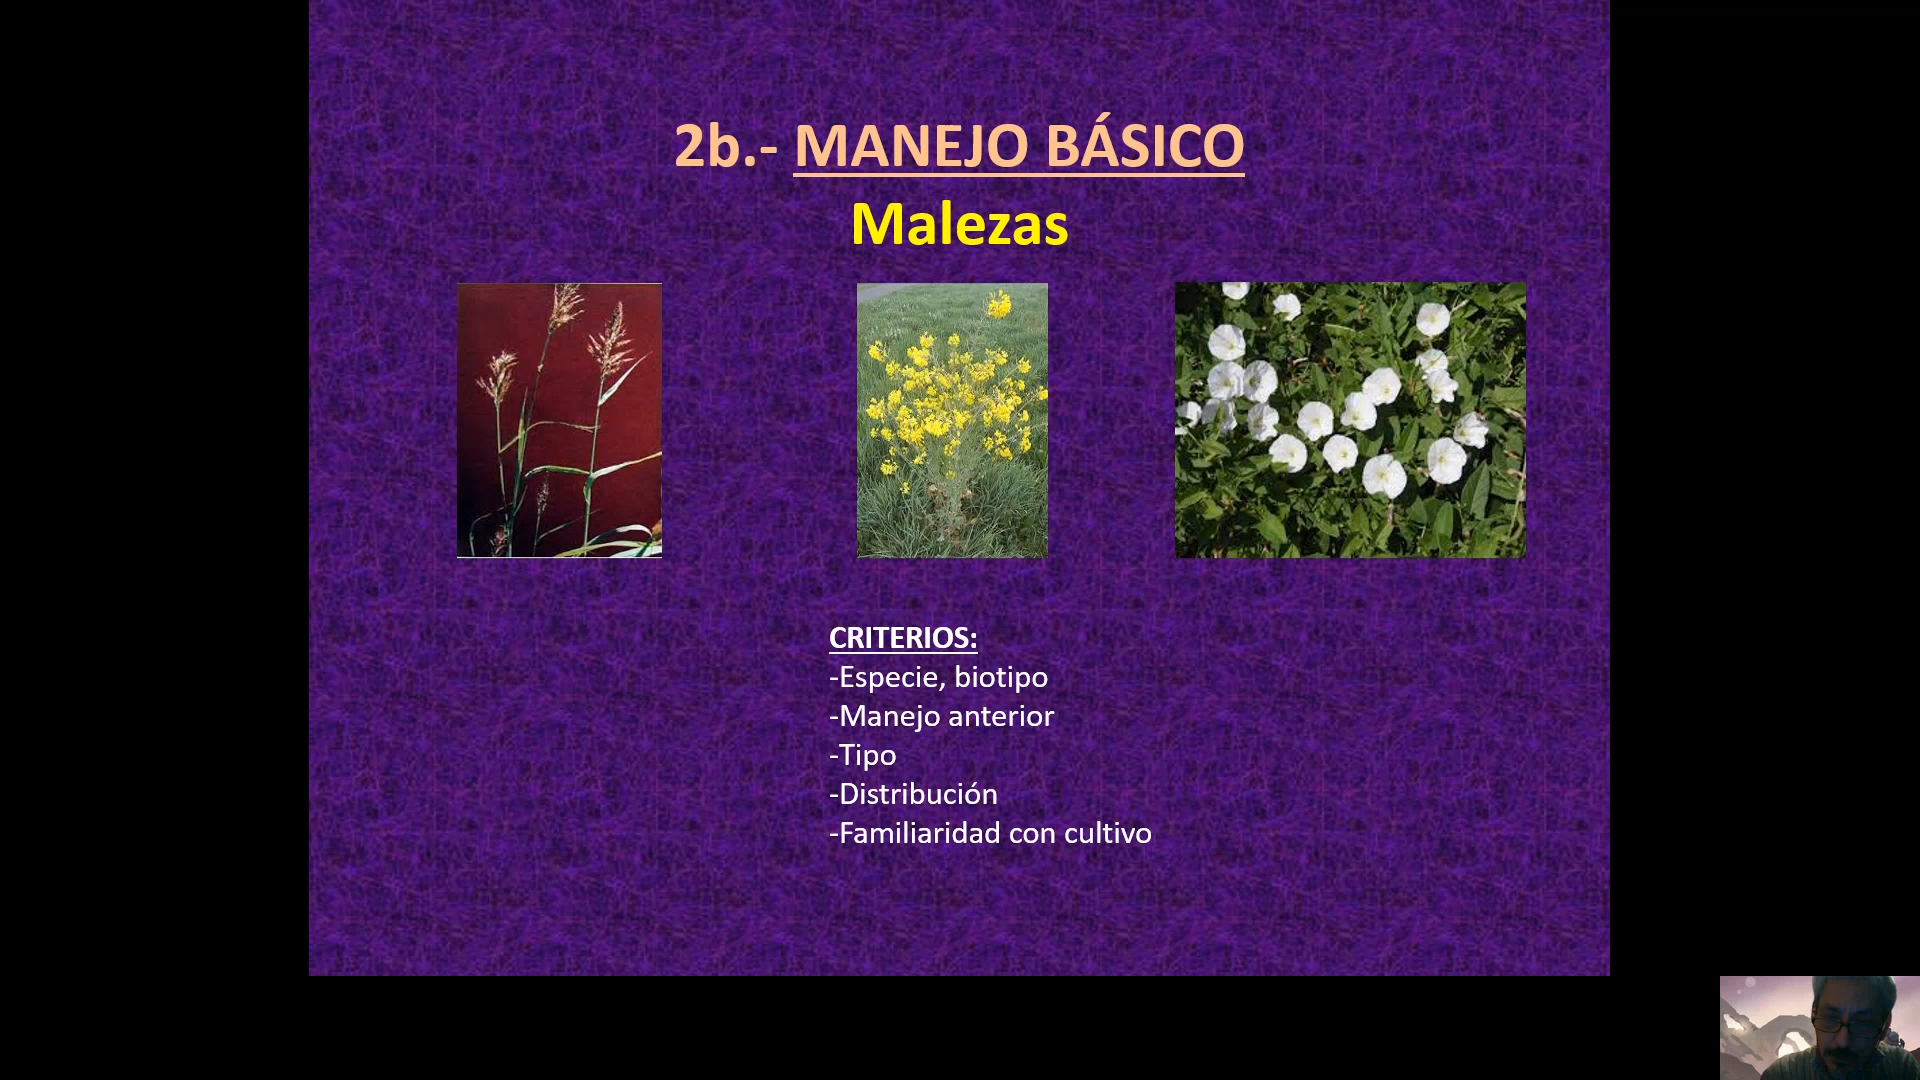 2b.- MANEJO BÁSICO
Malezas
CRITERIOS:
-Especie, biotipo
-Manejo anterior
-Tipo
-Distribución
-Familiaridad con cultivo